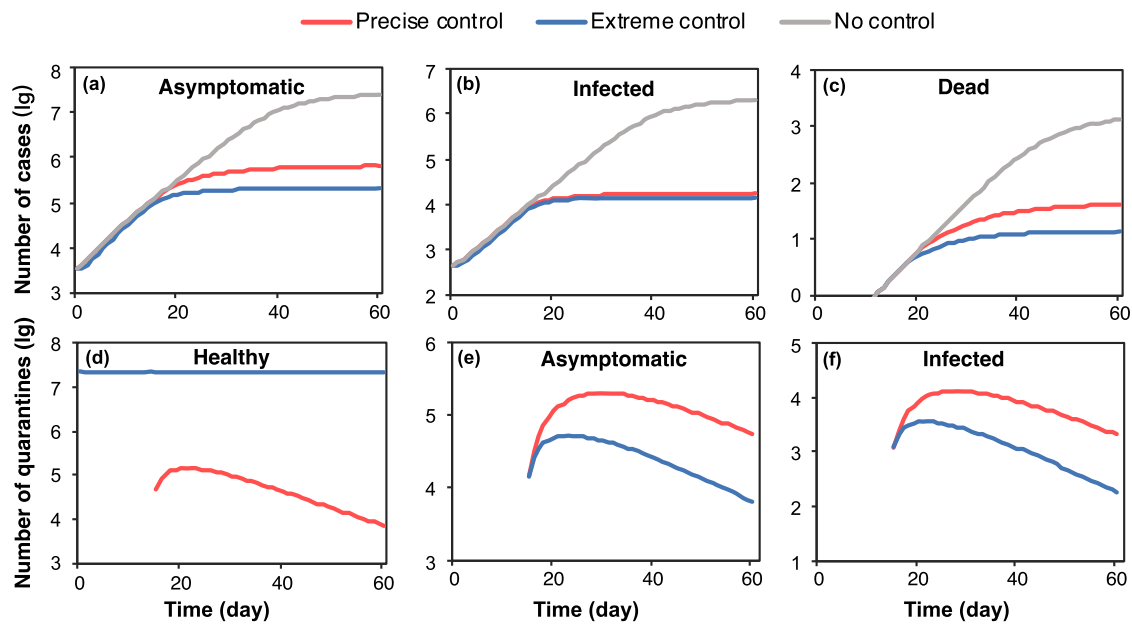 Precise control Extreme control No control
Number of cases (lg)
(a) Asymptomatic
8
7
6
5
4
3
0 20 40 60
(b) Infected
7
6
5
4
3
2
0 20 40 60
(c) Dead
4
3
2
1
0
0 20 40 60
Number of quarantines (lg)
(d) Healthy
8
7
6
5
4
3
0 20 40 60
Time (day)
(e) Asymptomatic
6
5
4
3
0 20 40 60
Time (day)
(f) Infected
5
4
3
2
1
0 20 40 60
Time (day)